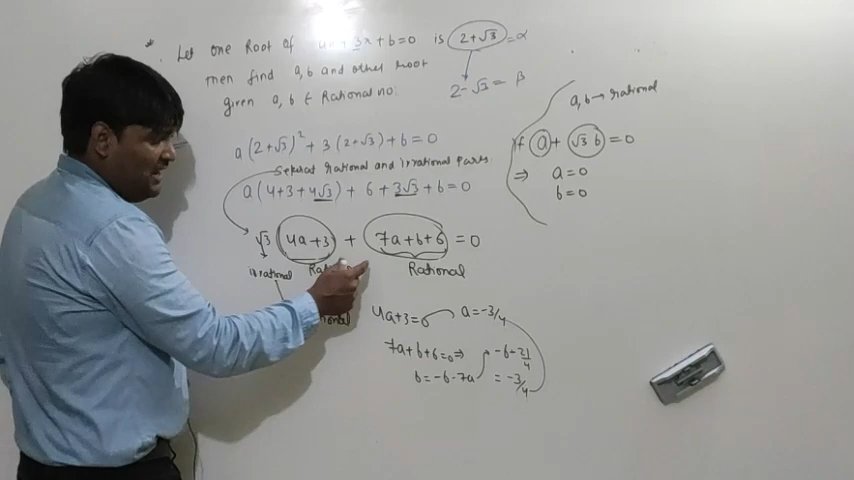 * Let one Root of 3x + b = 0 is 2+√3 = α
Then find a, b and other root
2-√3 = β
given a, b ∈ Rational no.
a(2+√3)² + 3(2+√3) + b = 0
Separat rational and irrational parts
a(4+3+4√3) + 6 + 3√3 + b = 0
√3 (4a+3) + 7a+b+6 = 0
irrational Rational
4a+3=0 a = -3/4
7a+b+6=0 ⇒ -6+21/4
b = -6-7a = -3/4
a, b → rational
if a + √3 b = 0
⇒ a = 0
b = 0